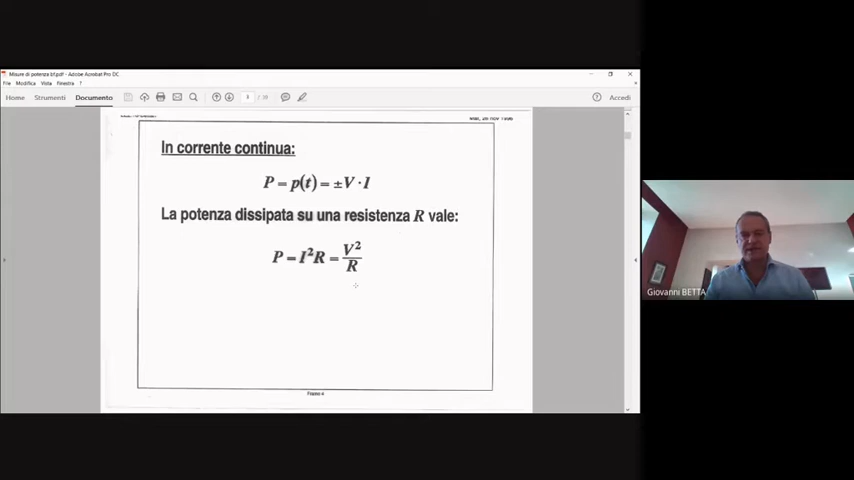 Misure di potenza bf.pdf - Adobe Acrobat Pro DC
File Modifica Vista Finestra ?
Home Strumenti Documento
Accedi
In corrente continua:
P = p(t) = ±V · I
La potenza dissipata su una resistenza R vale:
P = I²R = V²/R
Giovanni BETTA